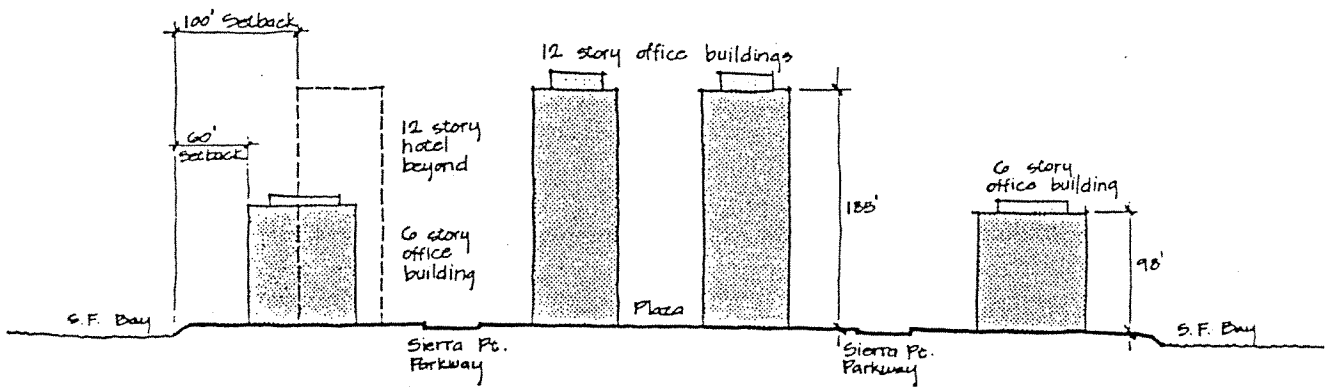 100' Setback
12 story office buildings
60'
Setback
12 story
hotel
beyond
6 story
office building
185'
6 story
office
building
98'
S.F. Bay
Plaza
S.F. Bay
Sierra Pt.
Parkway
Sierra Pt.
Parkway